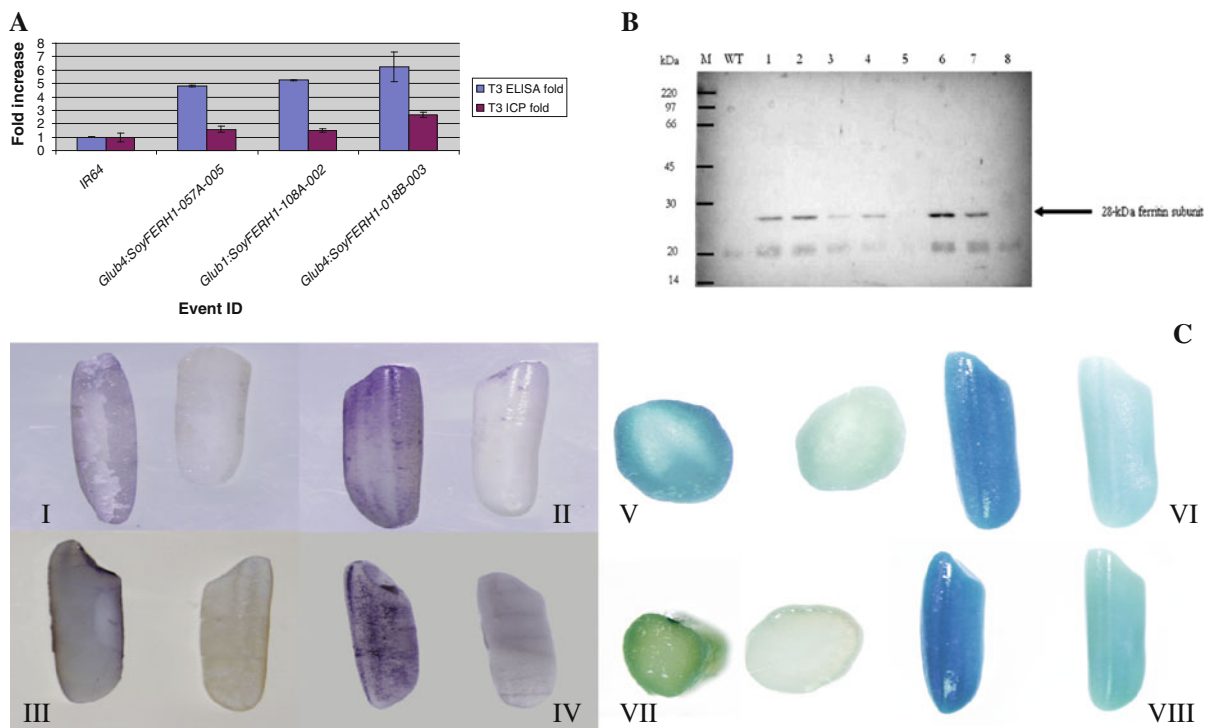 A
Fold increase
8
7
6
5
4
3
2
1
0
IR64
Glub4:SoyFERH1-057A-005
Glub1:SoyFERH1-108A-002
Glub4:SoyFERH1-018B-003
Event ID
T3 ELISA fold
T3 ICP fold
B
kDa M WT 1 2 3 4 5 6 7 8
220
97
66
45
30
20
14
28-kDa ferritin subunit
C
I
II
III
IV
V
VI
VII
VIII